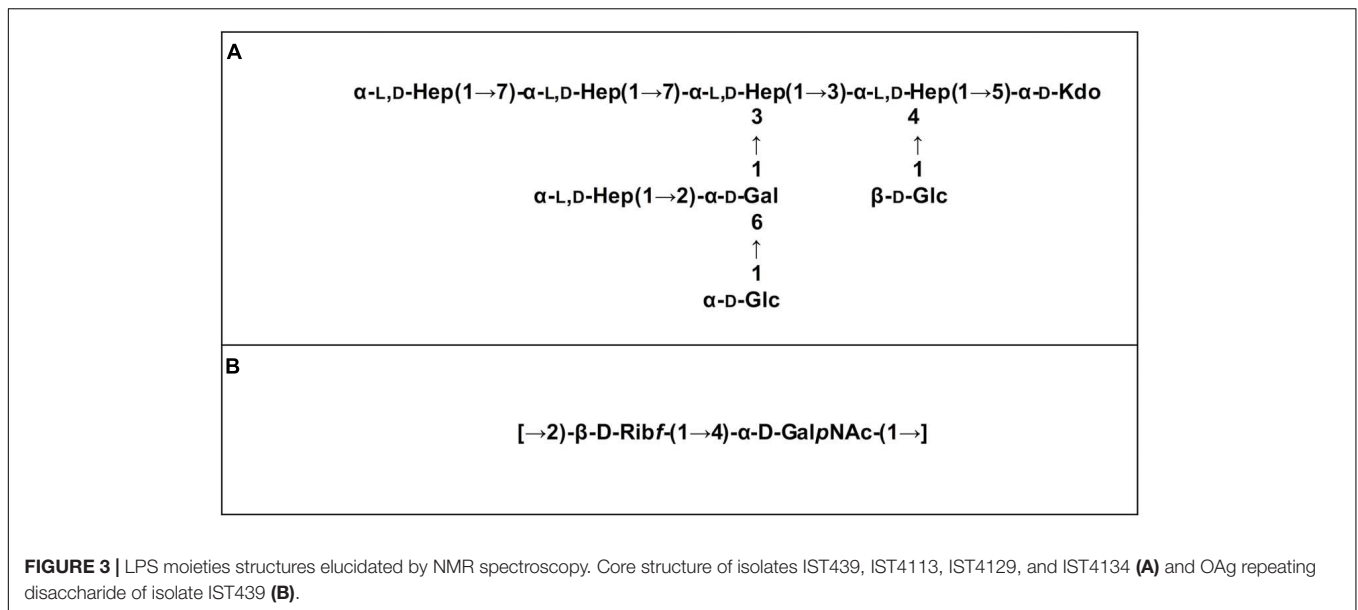 A
α-L,D-Hep(1→7)-α-L,D-Hep(1→7)-α-L,D-Hep(1→3)-α-L,D-Hep(1→5)-α-D-Kdo
3 4
↑ ↑
1 1
α-L,D-Hep(1→2)-α-D-Gal β-D-Glc
6
↑
1
α-D-Glc
B
[→2)-β-D-Ribf-(1→4)-α-D-GalpNAc-(1→]
FIGURE 3 | LPS moieties structures elucidated by NMR spectroscopy. Core structure of isolates IST439, IST4113, IST4129, and IST4134 (A) and OAg repeating
disaccharide of isolate IST439 (B).